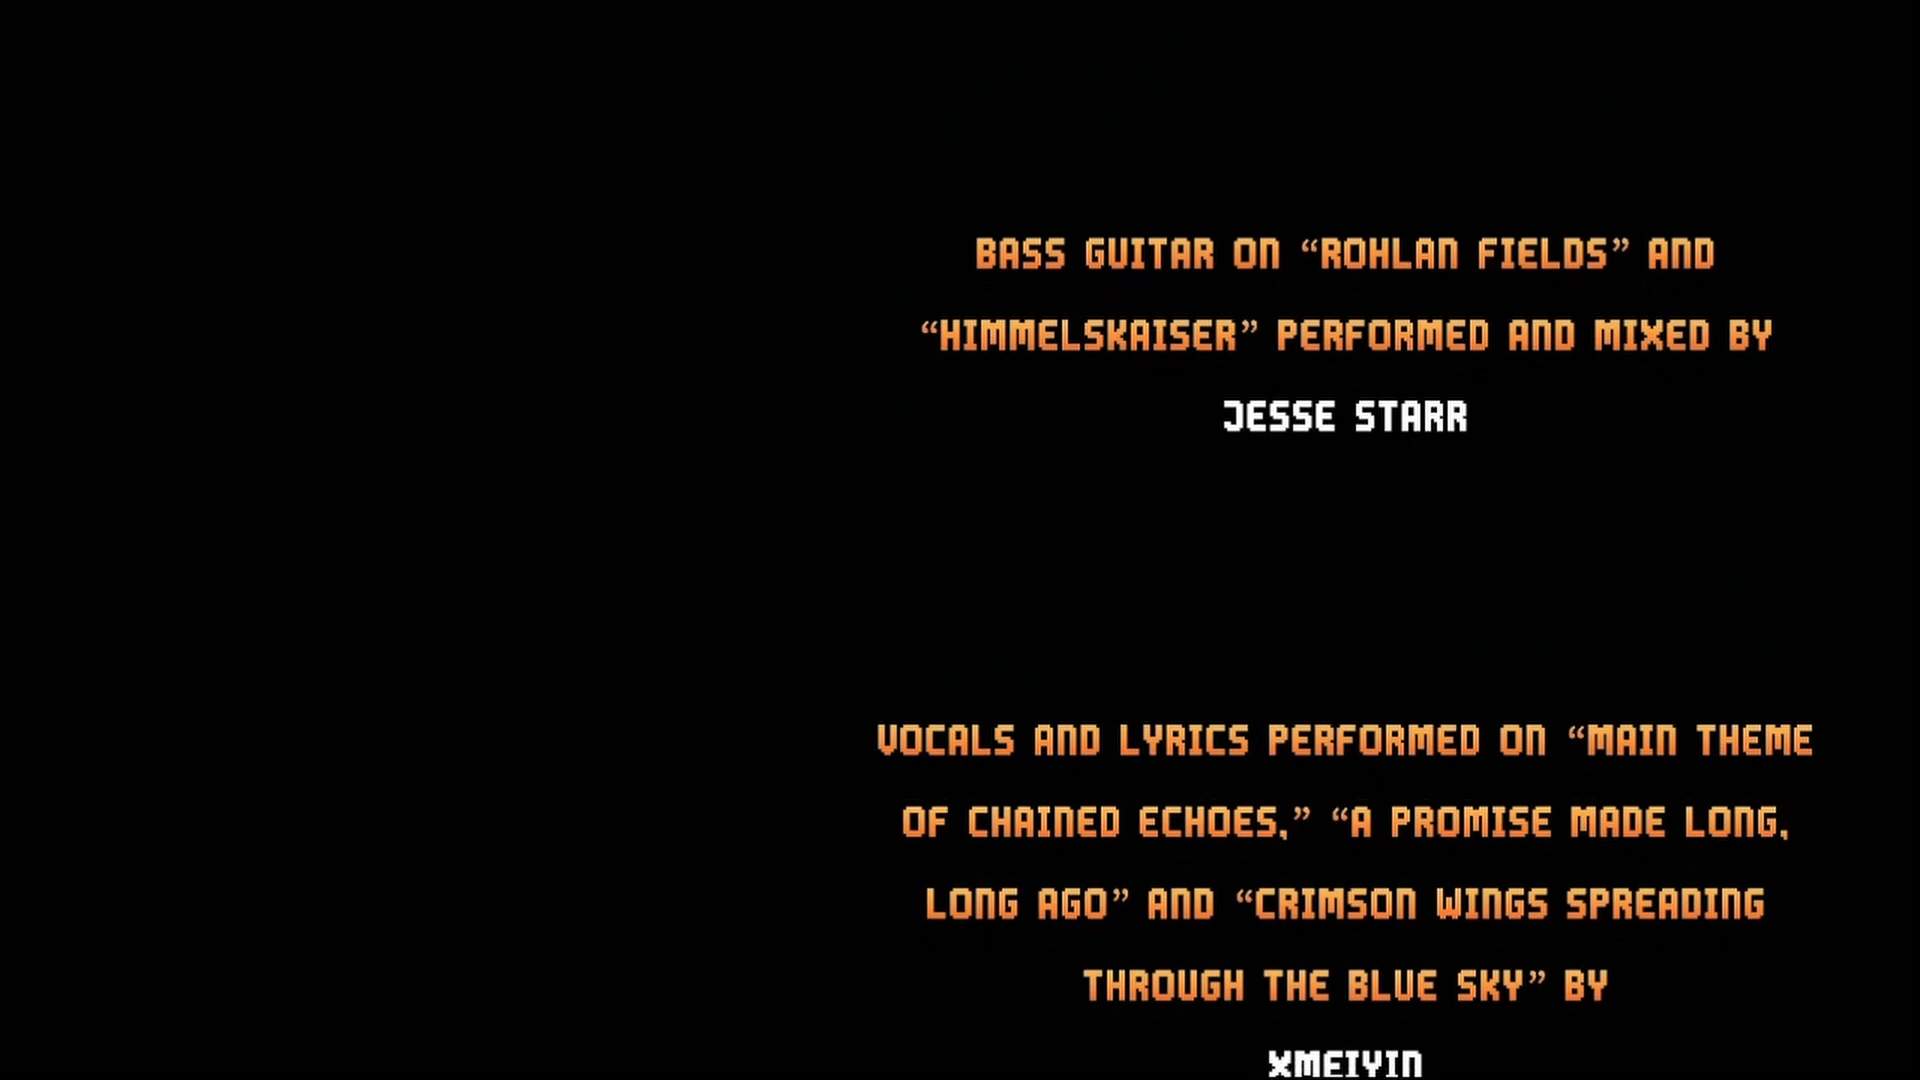 BASS GUITAR ON “ROHLAN FIELDS” AND
“HIMMELSKAISER” PERFORMED AND MIXED BY
JESSE STARR
VOCALS AND LYRICS PERFORMED ON “MAIN THEME
OF CHAINED ECHOES,” “A PROMISE MADE LONG,
LONG AGO” AND “CRIMSON WINGS SPREADING
THROUGH THE BLUE SKY” BY
XMEIYIN